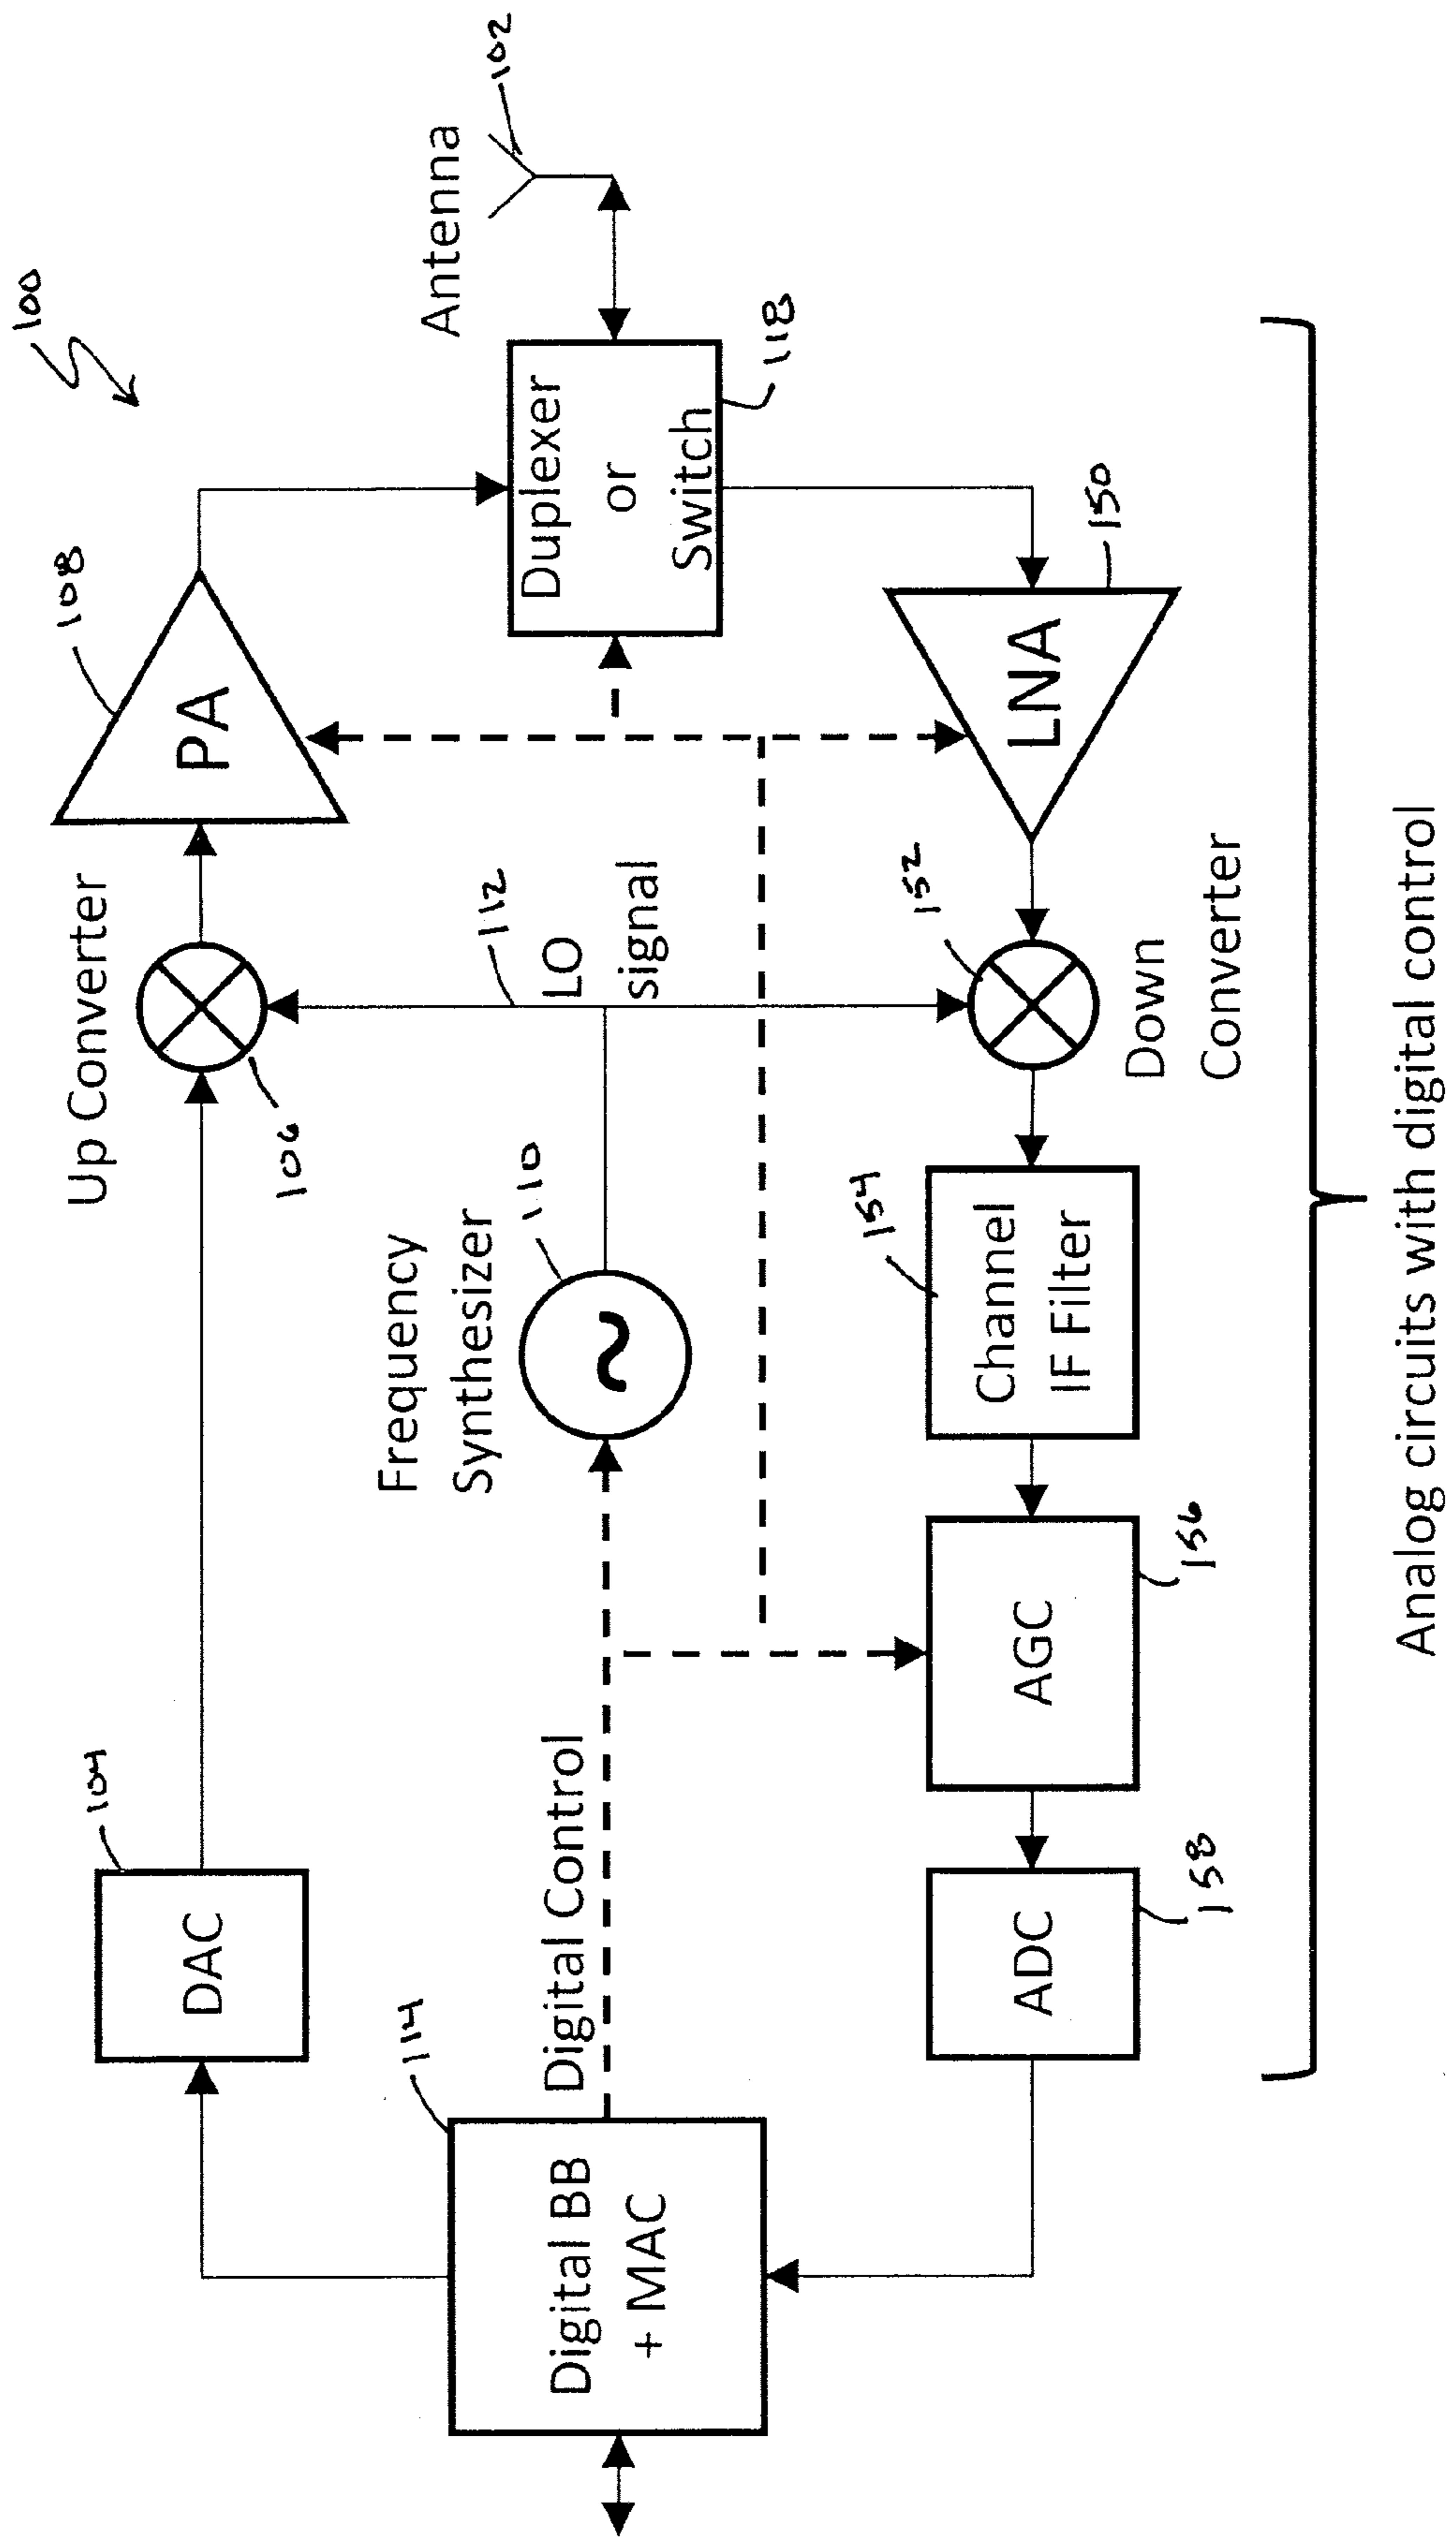 100
108
PA
Antenna
102
Up Converter
106
104
DAC
Duplexer
or
Switch
118
112
LO
signal
Frequency
Synthesizer
110
Digital Control
114
Digital BB
+ MAC
150
LNA
152
Down
Converter
154
Channel
IF Filter
AGC
156
ADC
158
Analog circuits with digital control